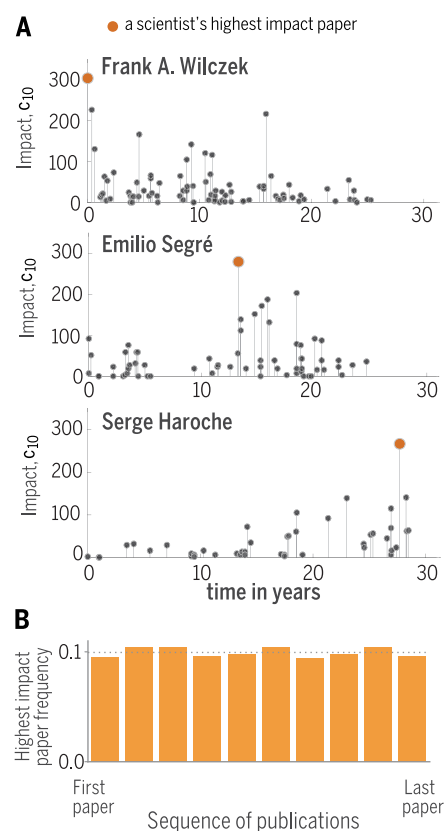 A
a scientist's highest impact paper
Frank A. Wilczek
Impact, c10
300
200
100
0
0 10 20 30
Emilio Segré
Impact, c10
300
200
100
0
0 10 20 30
Serge Haroche
Impact, c10
300
200
100
0
0 10 20 30
time in years
B
Highest impact
paper frequency
0.1
0.0
First
paper
Last
paper
Sequence of publications